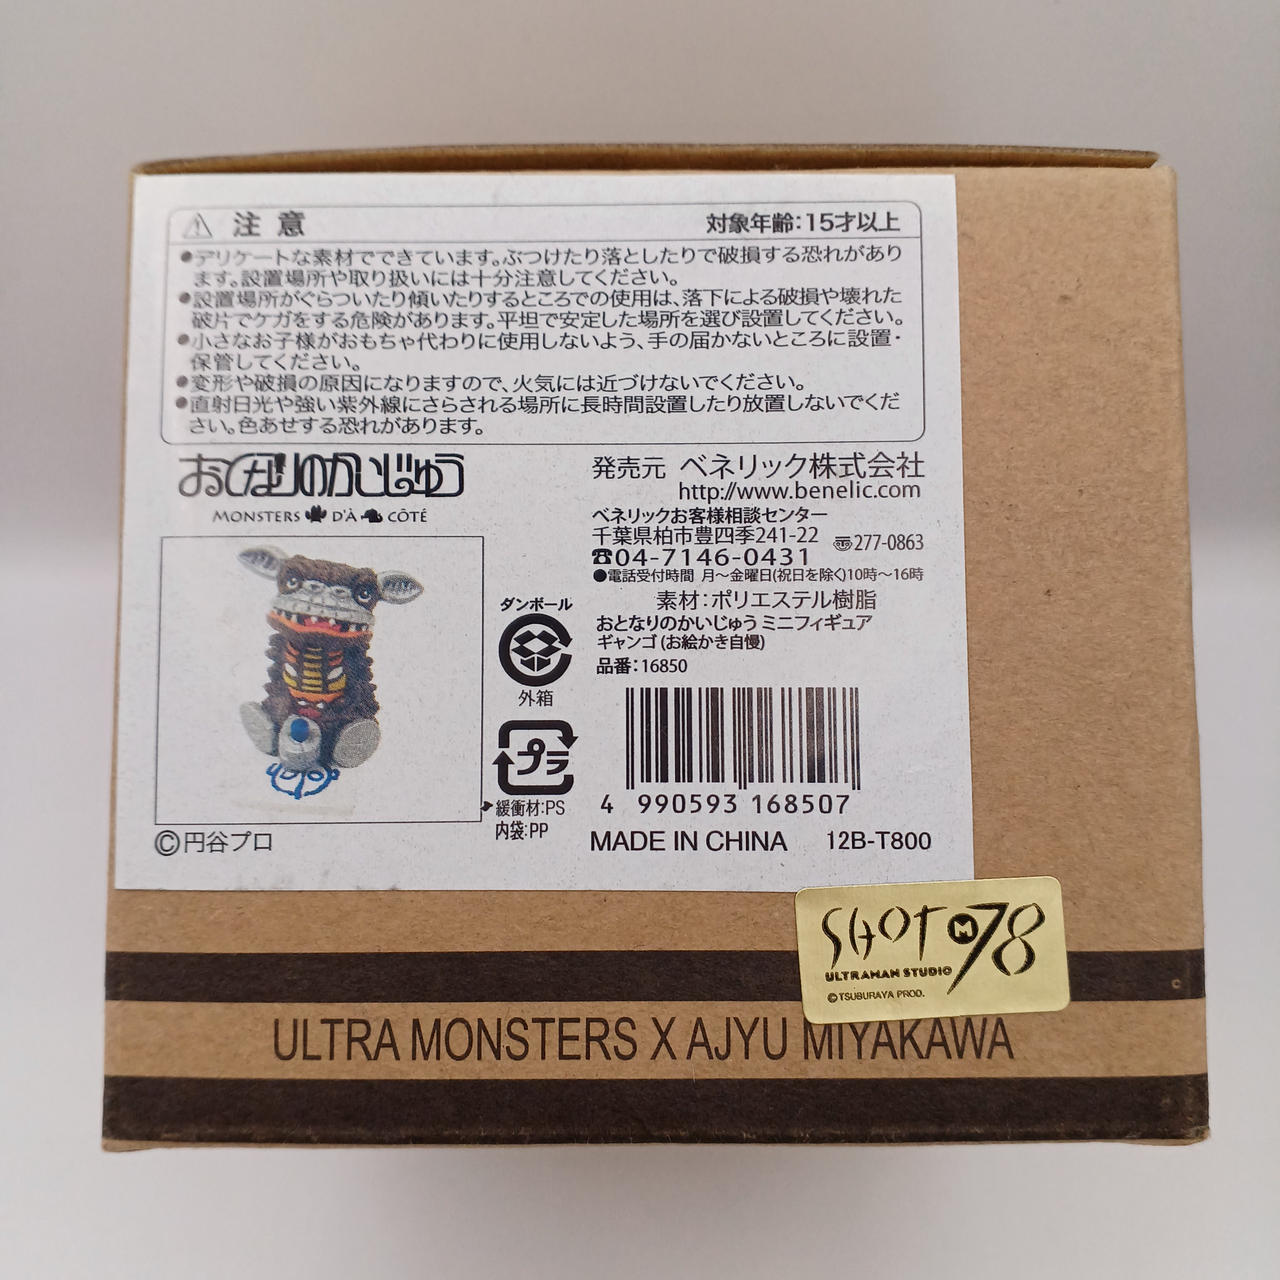 注意
対象年齢：15才以上
●デリケートな素材でできています。ぶつけたり落としたりで破損する恐れがあり
ます。設置場所や取り扱いには十分注意してください。
●設置場所がぐらついたり傾いたりするところでの使用は、落下による破損や壊れた
破片でケガをする危険があります。平坦で安定した場所を選び設置してください。
●小さなお子様がおもちゃ代わりに使用しないよう、手の届かないところに設置・
保管してください。
●変形や破損の原因になりますので、火気には近づけないでください。
●直射日光や強い紫外線にさらされる場所に長時間設置したり放置しないでくだ
さい。色あせする恐れがあります。
おとなりのかいじゅう
MONSTERS D'À CÔTÉ
©円谷プロ
発売元 ベネリック株式会社
http://www.benelic.com
ベネリックお客様相談センター
千葉県柏市豊四季241-22 〠277-0863
☎04-7146-0431
●電話受付時間 月〜金曜日(祝日を除く)10時〜16時
素材：ポリエステル樹脂
おとなりのかいじゅう ミニフィギュア
ギャンゴ (お絵かき自慢)
品番：16850
ダンボール
外箱
プラ
緩衝材：PS
内袋：PP
4 990593 168507
MADE IN CHINA 12B-T800
SHOT M78
ULTRAMAN STUDIO
©TSUBURAYA PROD.
ULTRA MONSTERS X AJYU MIYAKAWA